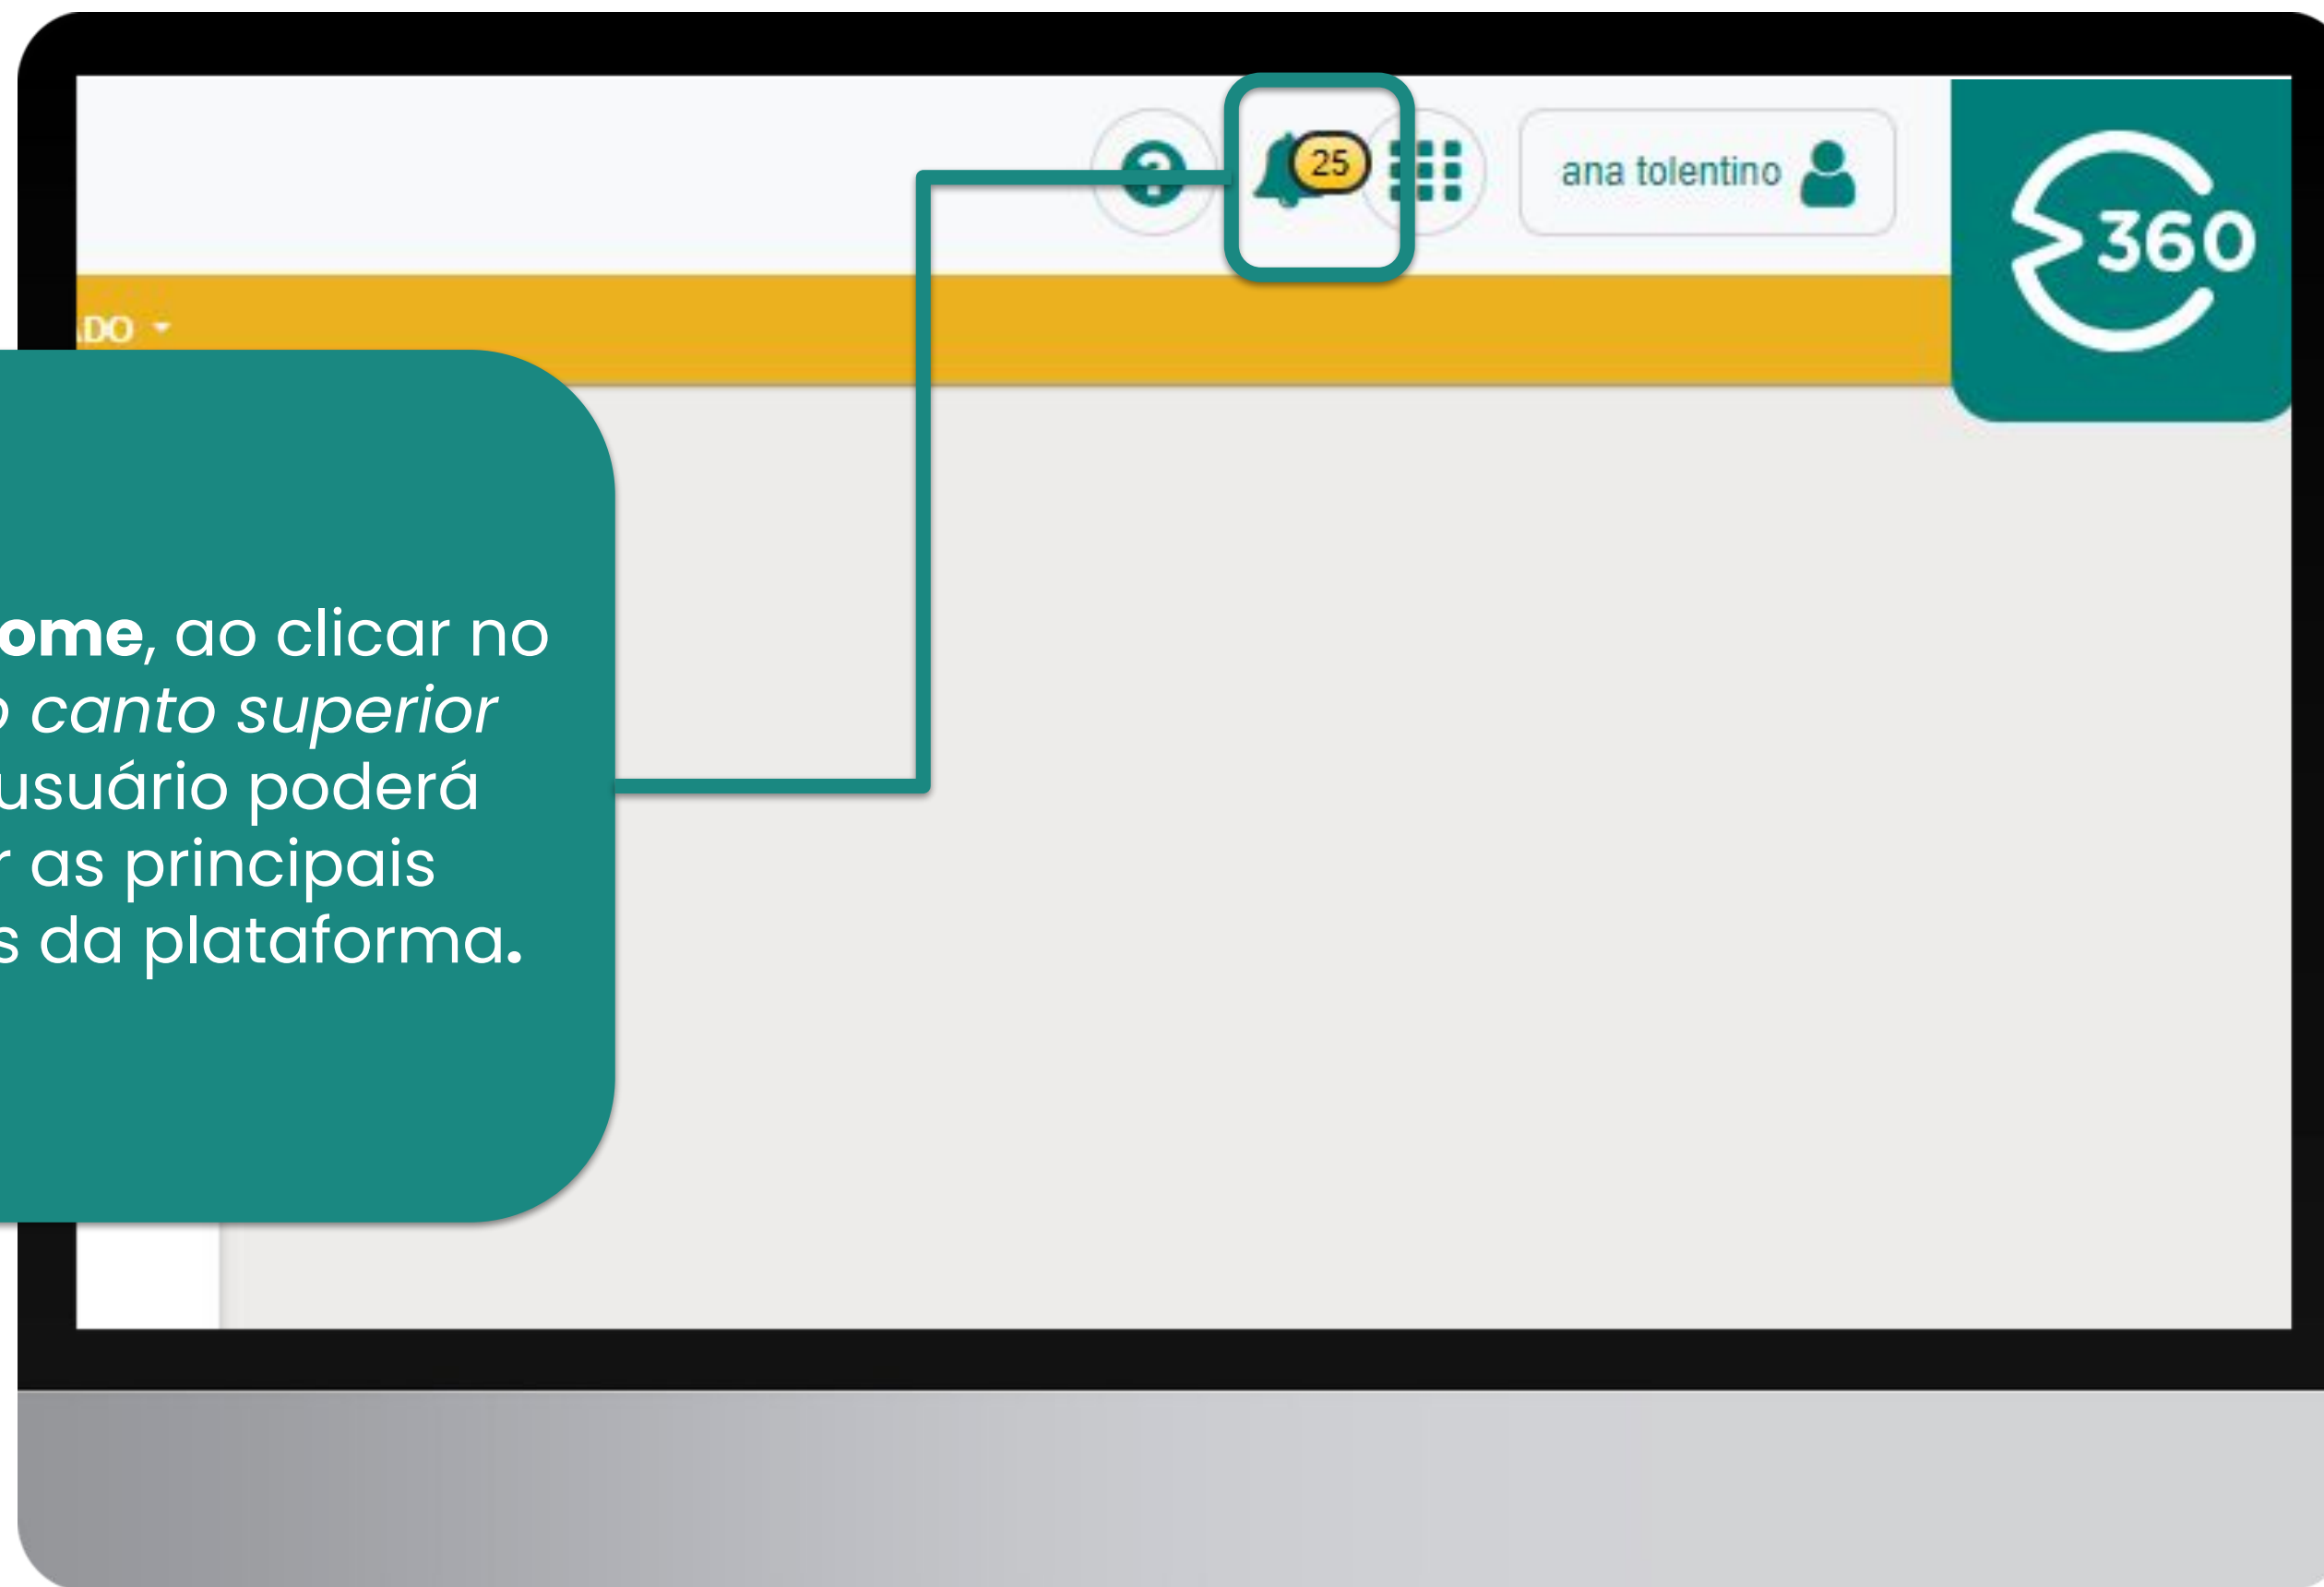 25
ana tolentino
360
DO
ome, ao clicar no
o canto superior
usuário poderá
r as principais
s da plataforma.